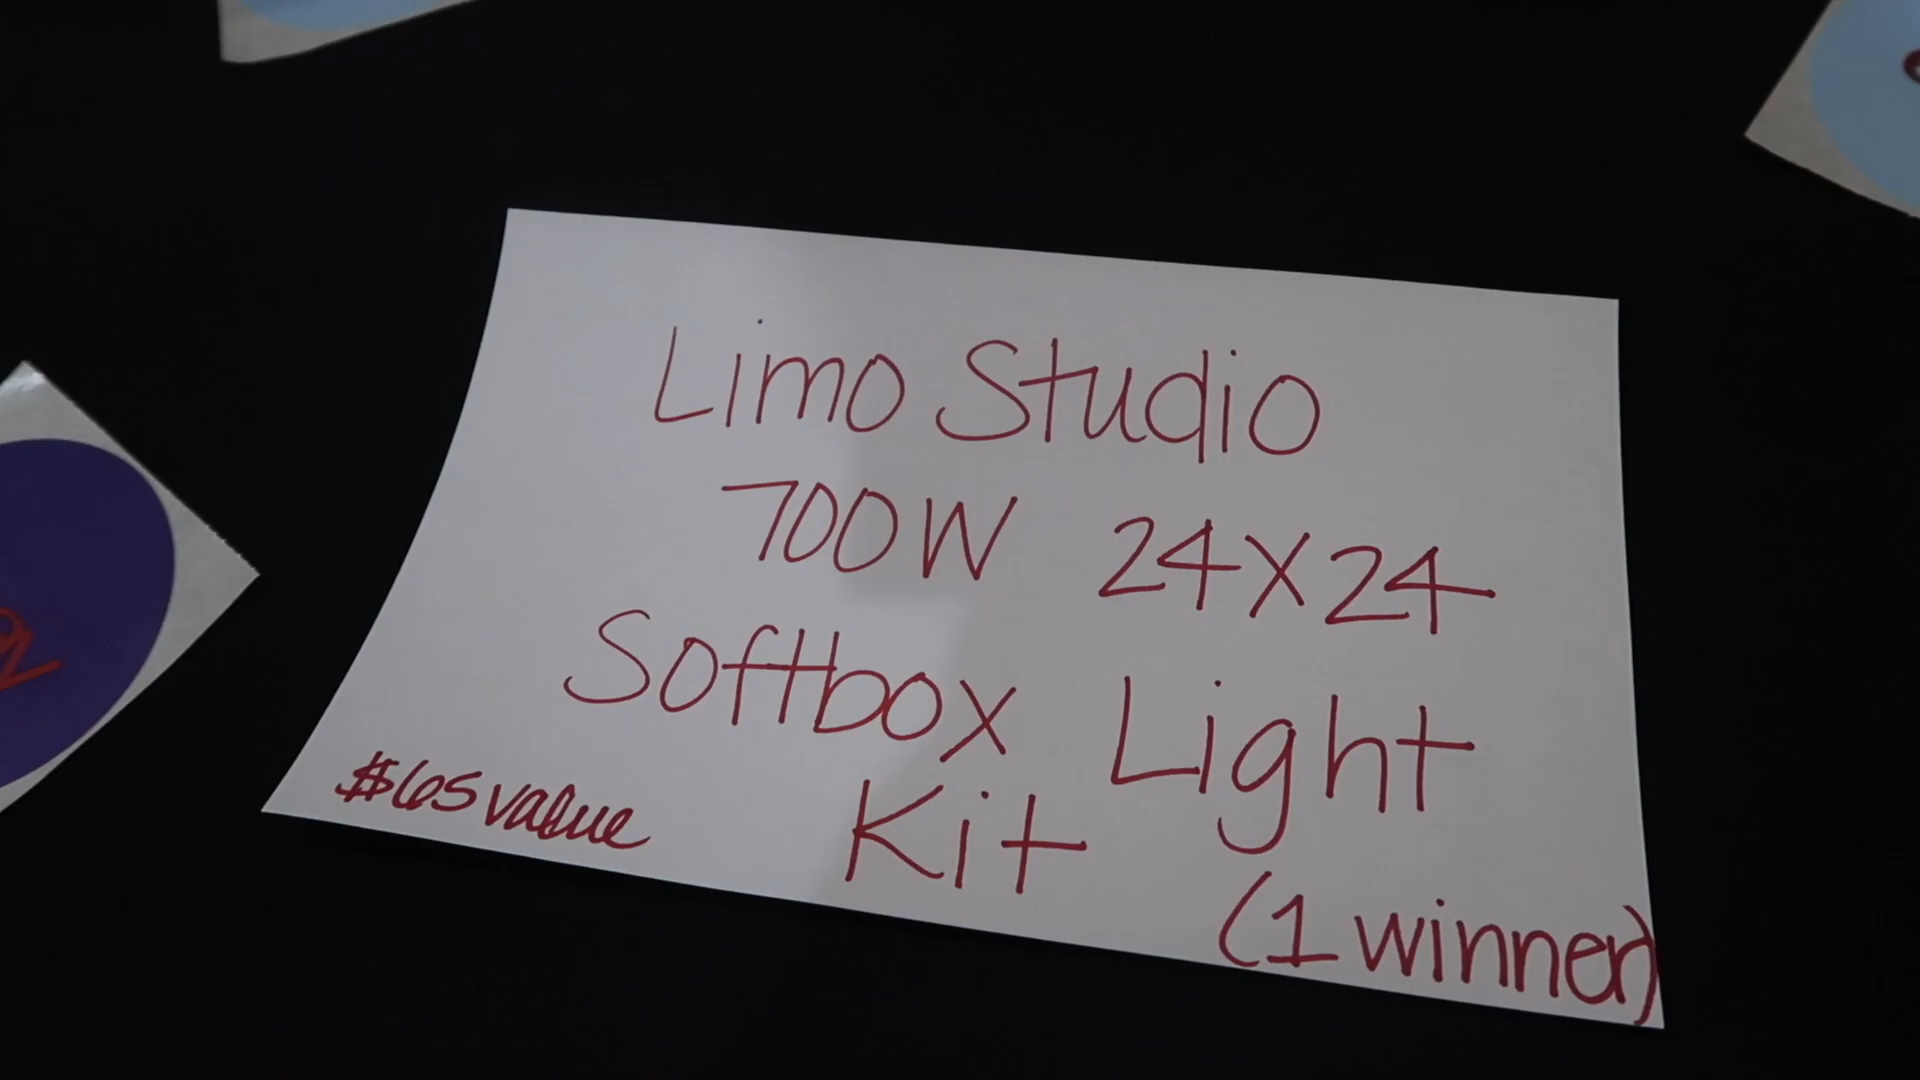 Limo Studio
700W 24X24
Softbox Light
Kit
$65 value
(1 winner)